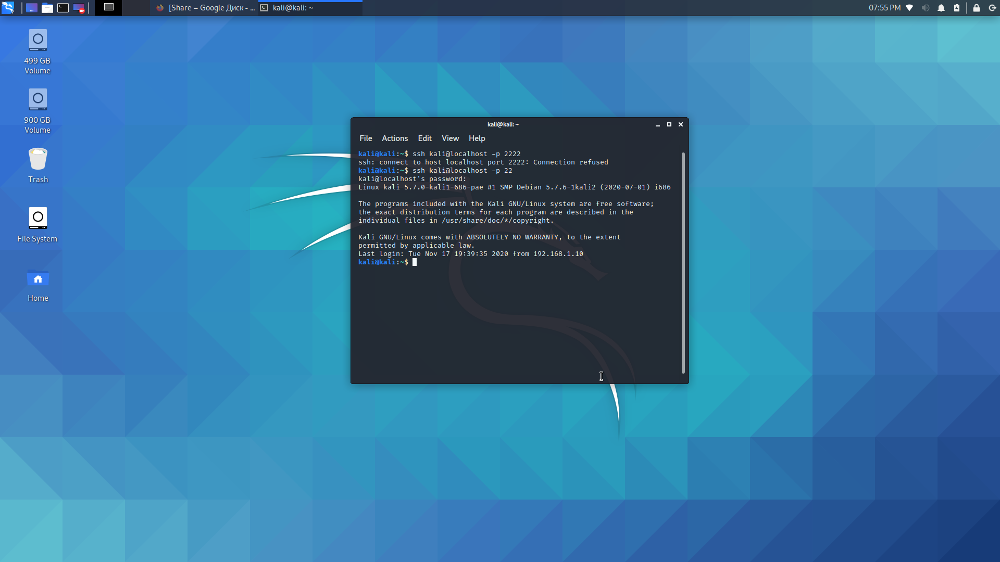 [Share – Google Диск - ...
kali@kali: ~
07:55 PM
499 GB
Volume
900 GB
Volume
Trash
File System
Home
kali@kali: ~
File Actions Edit View Help
kali@kali:~$ ssh kali@localhost -p 2222
ssh: connect to host localhost port 2222: Connection refused
kali@kali:~$ ssh kali@localhost -p 22
kali@localhost's password:
Linux kali 5.7.0-kali1-686-pae #1 SMP Debian 5.7.6-1kali2 (2020-07-01) i686
The programs included with the Kali GNU/Linux system are free software;
the exact distribution terms for each program are described in the
individual files in /usr/share/doc/*/copyright.
Kali GNU/Linux comes with ABSOLUTELY NO WARRANTY, to the extent
permitted by applicable law.
Last login: Tue Nov 17 19:39:35 2020 from 192.168.1.10
kali@kali:~$